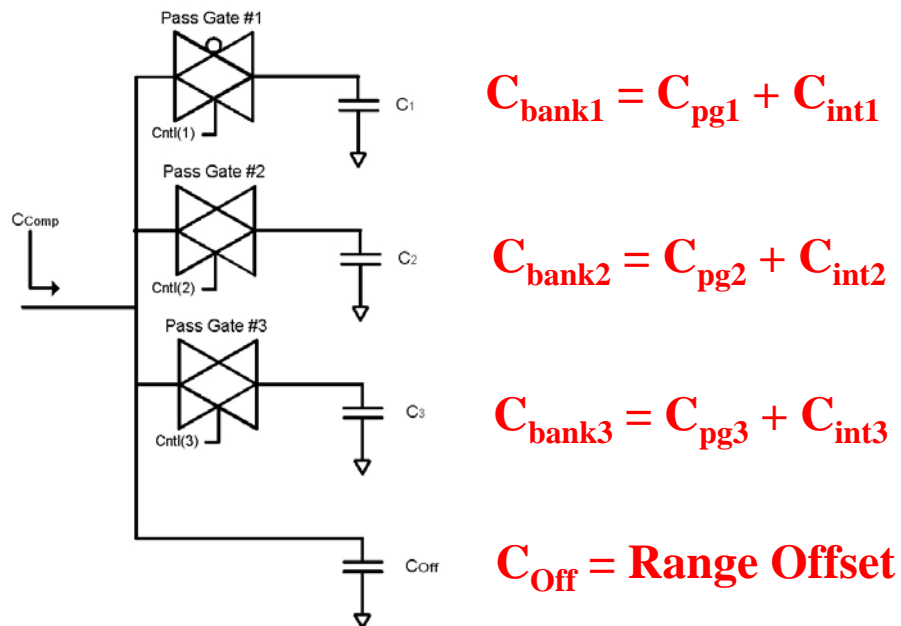 Pass Gate #1
C1
Cntl(1)
Cbank1 = Cpg1 + Cint1
Pass Gate #2
CComp
C2
Cntl(2)
Cbank2 = Cpg2 + Cint2
Pass Gate #3
C3
Cntl(3)
Cbank3 = Cpg3 + Cint3
COff
COff = Range Offset